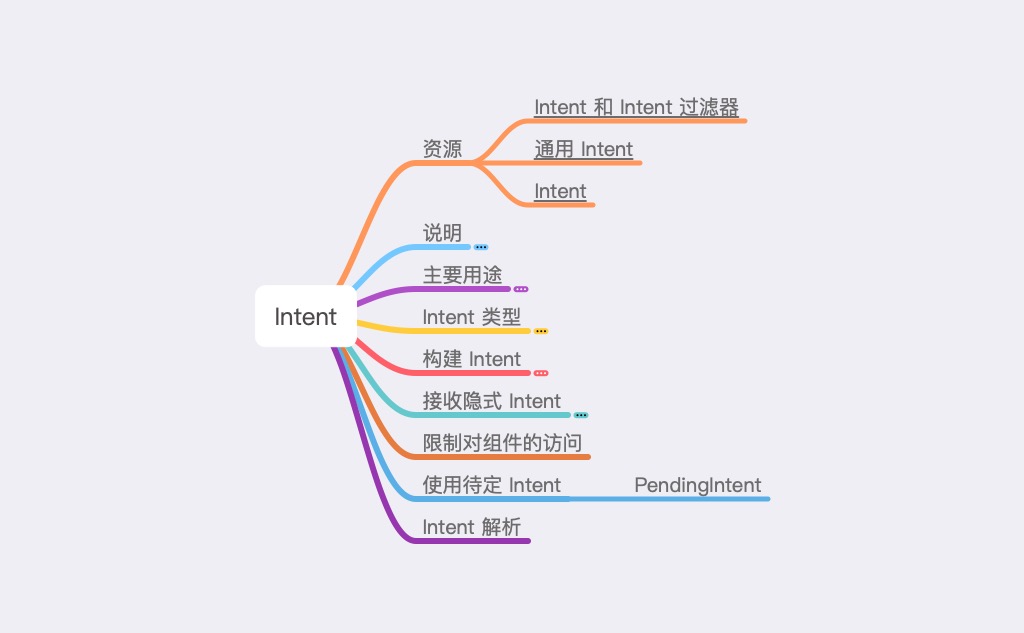 Intent
资源
Intent 和 Intent 过滤器
通用 Intent
Intent
说明
主要用途
Intent 类型
构建 Intent
接收隐式 Intent
限制对组件的访问
使用待定 Intent
PendingIntent
Intent 解析